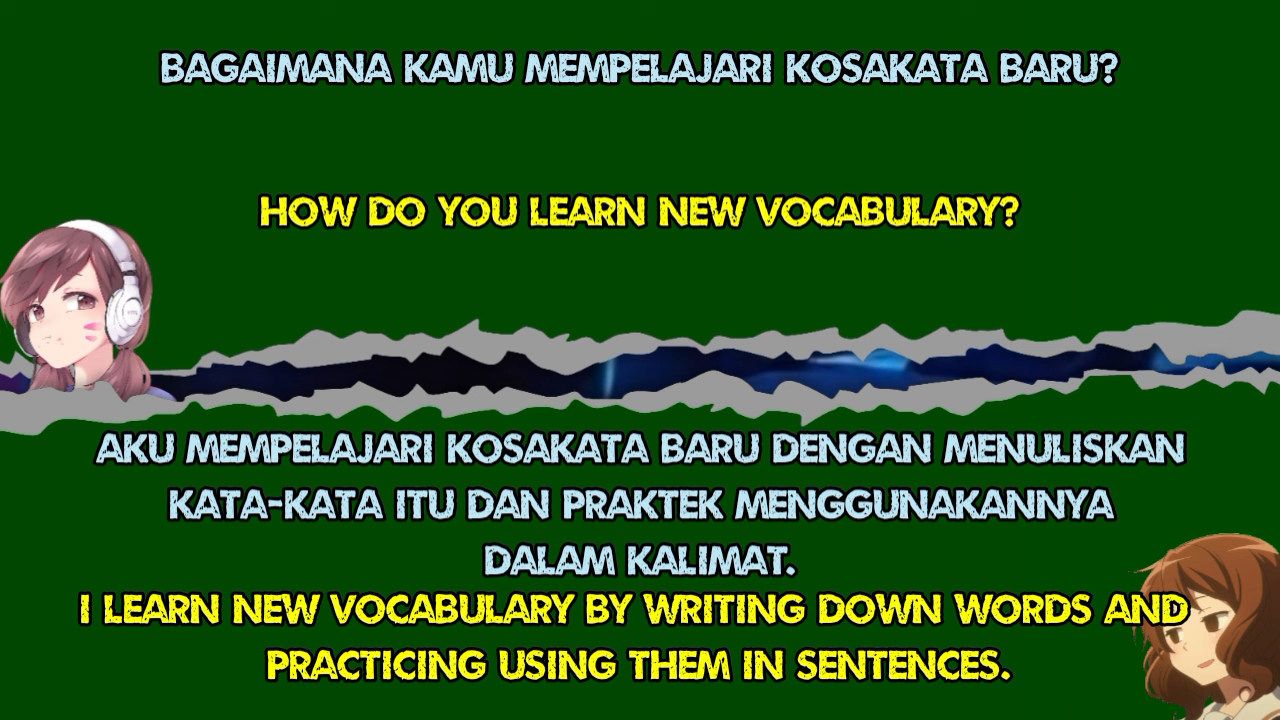 BAGAIMANA KAMU MEMPELAJARI KOSAKATA BARU?
HOW DO YOU LEARN NEW VOCABULARY?
AKU MEMPELAJARI KOSAKATA BARU DENGAN MENULISKAN
KATA-KATA ITU DAN PRAKTEK MENGGUNAKANNYA
DALAM KALIMAT.
I LEARN NEW VOCABULARY BY WRITING DOWN WORDS AND
PRACTICING USING THEM IN SENTENCES.